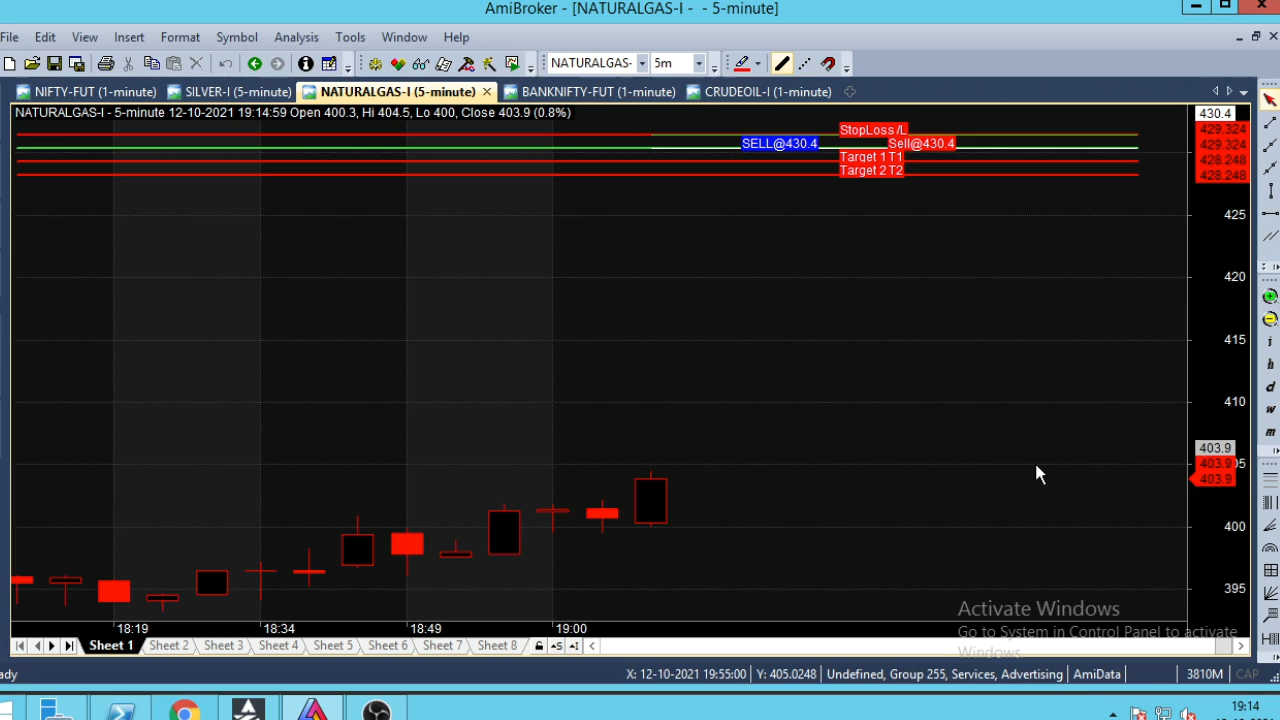 AmiBroker - [NATURALGAS-I - - 5-minute]
File Edit View Insert Format Symbol Analysis Tools Window Help
NATURALGAS- 5m
NIFTY-FUT (1-minute) SILVER-I (5-minute) NATURALGAS-I (5-minute) BANKNIFTY-FUT (1-minute) CRUDEOIL-I (1-minute)
NATURALGAS-I - 5-minute 12-10-2021 19:14:59 Open 400.3, Hi 404.5, Lo 400, Close 403.9 (0.8%)
430.4
StopLoss /L
429.324
SELL@430.4 Sell@430.4
429.324
Target 1 T1
428.248
Target 2 T2
428.248
425
420
415
410
403.9
403.9
05
403.9
400
395
i
h
d
w
m
Activate Windows
Go to System in Control Panel to activate
Windows.
18:19 18:34 18:49 19:00
Sheet 1 Sheet 2 Sheet 3 Sheet 4 Sheet 5 Sheet 6 Sheet 7 Sheet 8
ady X: 12-10-2021 19:55:00 Y: 405.0248 Undefined, Group 255, Services, Advertising AmiData 3810M CAP
19:14